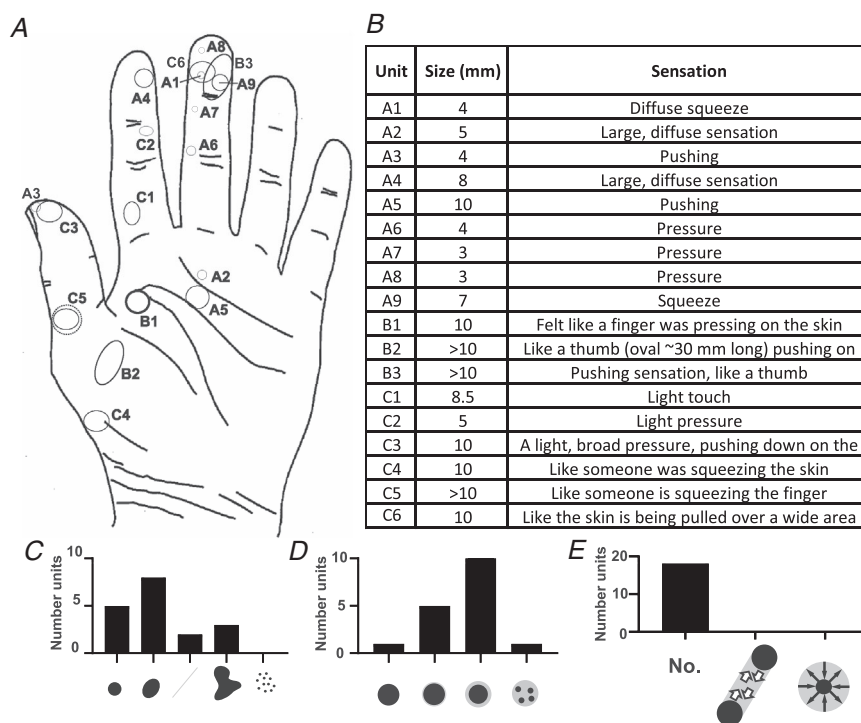 A
A8
C6
B3
A1
A9
A4
A7
C2
A6
A3
C1
C3
A2
C5
A5
B1
B2
C4
B
Unit Size (mm) Sensation
A1 4 Diffuse squeeze
A2 5 Large, diffuse sensation
A3 4 Pushing
A4 8 Large, diffuse sensation
A5 10 Pushing
A6 4 Pressure
A7 3 Pressure
A8 3 Pressure
A9 7 Squeeze
B1 10 Felt like a finger was pressing on the skin
B2 >10 Like a thumb (oval ~30 mm long) pushing on
B3 >10 Pushing sensation, like a thumb
C1 8.5 Light touch
C2 5 Light pressure
C3 10 A light, broad pressure, pushing down on the
C4 10 Like someone was squeezing the skin
C5 >10 Like someone is squeezing the finger
C6 10 Like the skin is being pulled over a wide area
C
Number units
10
5
0
D
Number units
10
5
0
E
Number units
20
10
0
No.